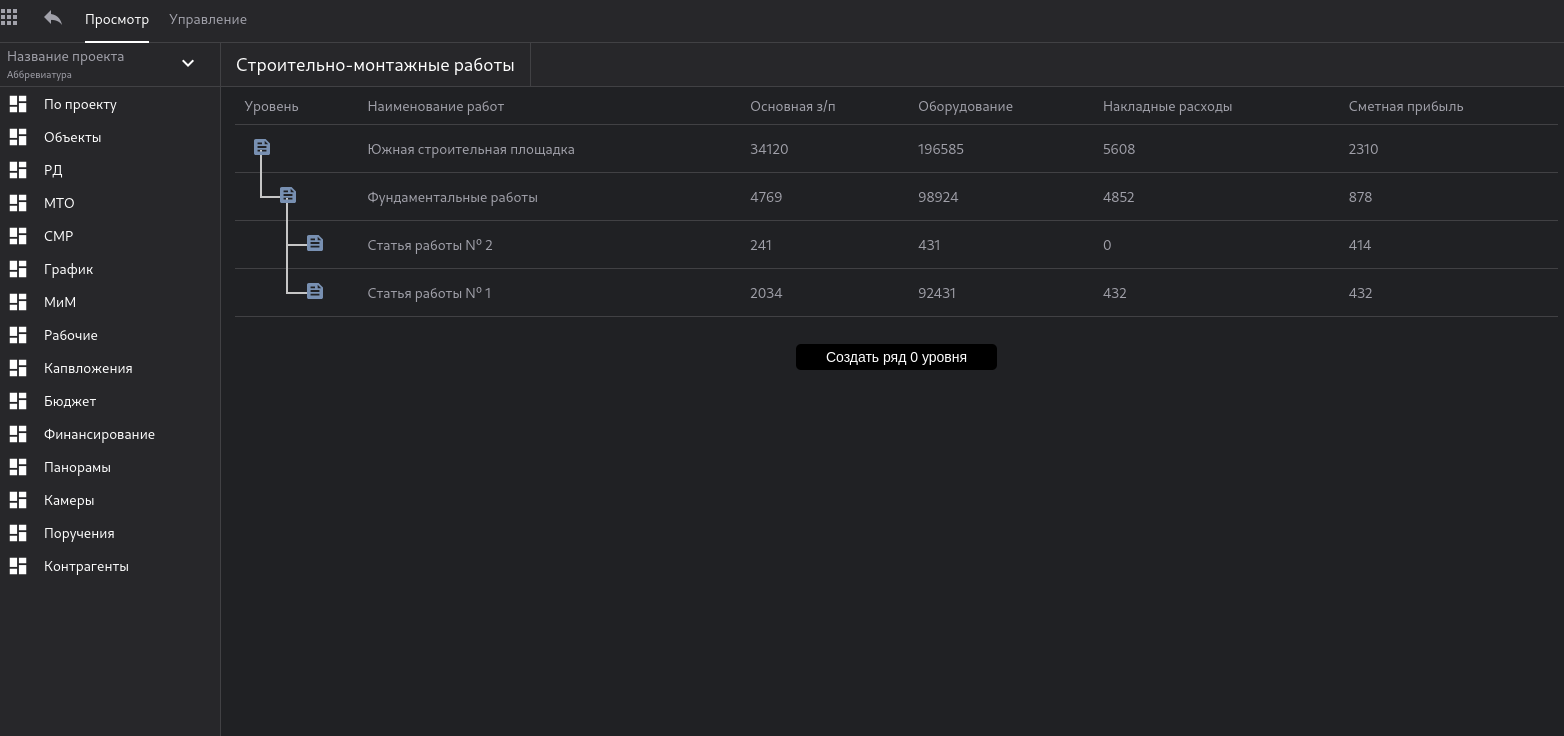 Просмотр Управление
Название проекта
Аббревиатура
Строительно-монтажные работы
По проекту
Объекты
РД
МТО
СМР
График
МиМ
Рабочие
Капвложения
Бюджет
Финансирование
Панорамы
Камеры
Поручения
Контрагенты
Уровень Наименование работ Основная з/п Оборудование Накладные расходы Сметная прибыль
Южная строительная площадка 34120 196585 5608 2310
Фундаментальные работы 4769 98924 4852 878
Статья работы № 2 241 431 0 414
Статья работы № 1 2034 92431 432 432
Создать ряд 0 уровня